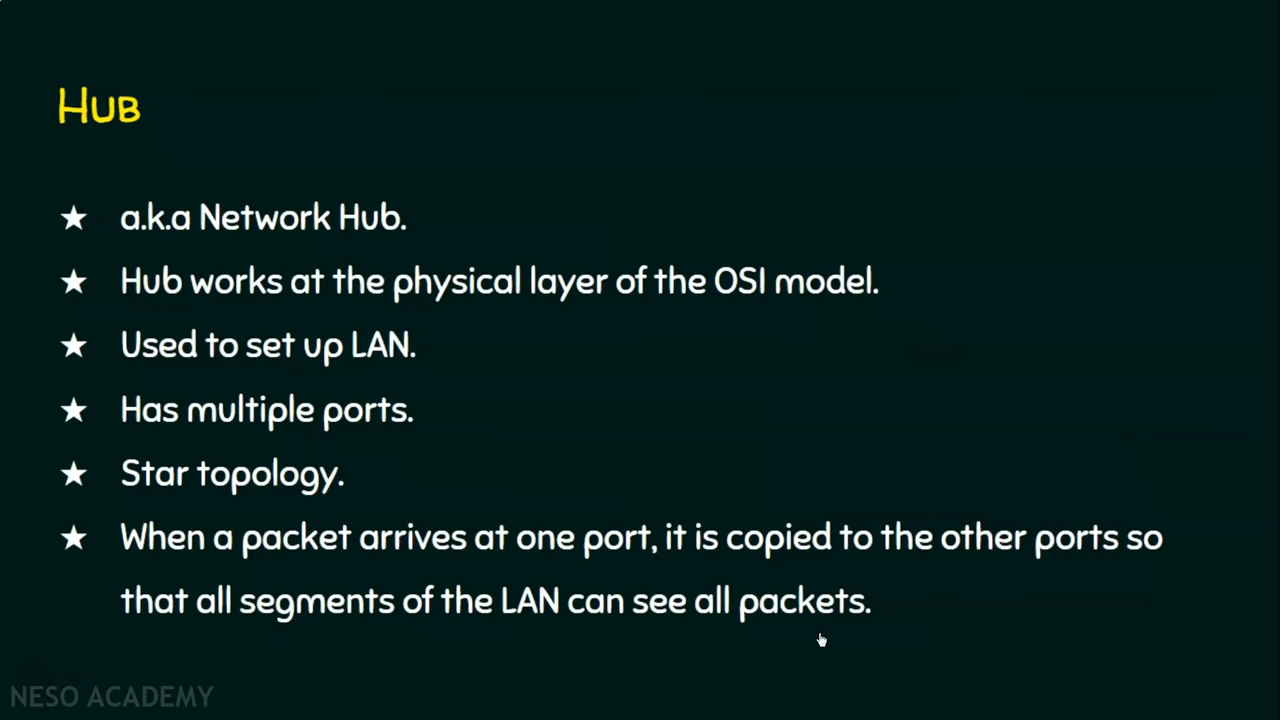 Hub
★ a.k.a Network Hub.
★ Hub works at the physical layer of the OSI model.
★ Used to set up LAN.
★ Has multiple ports.
★ Star topology.
★ When a packet arrives at one port, it is copied to the other ports so
that all segments of the LAN can see all packets.
NESO ACADEMY